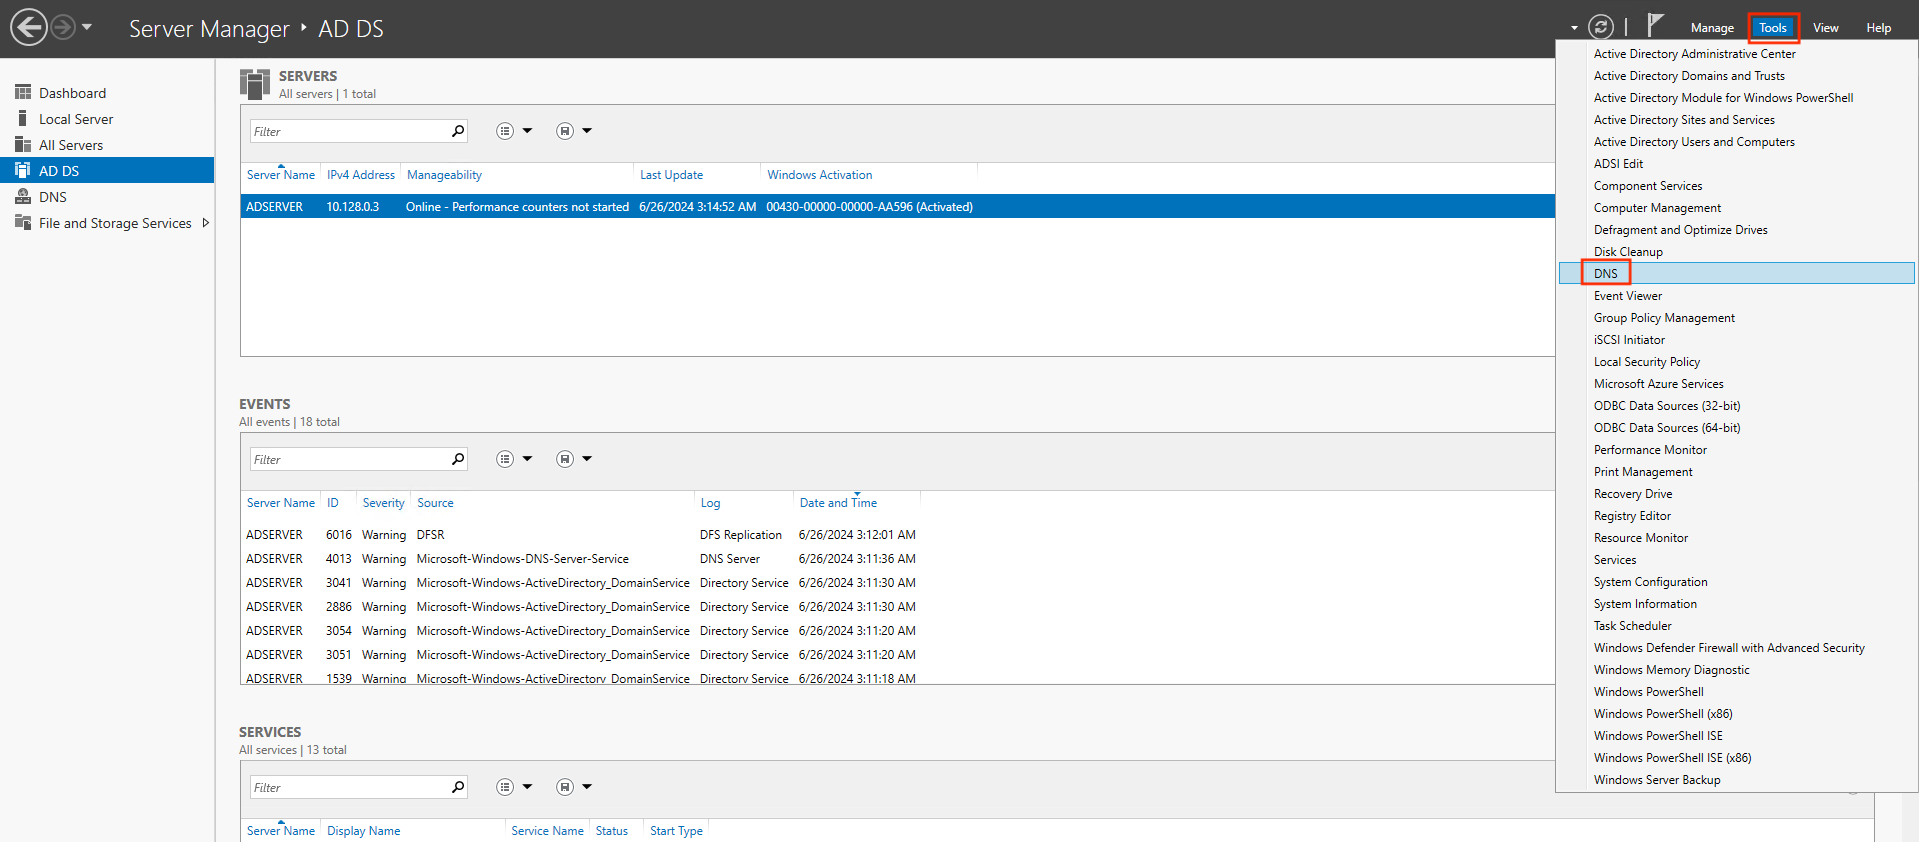 Server Manager ‣ AD DS
Manage Tools View Help
Dashboard
Local Server
All Servers
AD DS
DNS
File and Storage Services
SERVERS
All servers | 1 total
Filter
Server Name IPv4 Address Manageability Last Update Windows Activation
ADSERVER 10.128.0.3 Online - Performance counters not started 6/26/2024 3:14:52 AM 00430-00000-00000-AA596 (Activated)
EVENTS
All events | 18 total
Filter
Server Name ID Severity Source Log Date and Time
ADSERVER 6016 Warning DFSR DFS Replication 6/26/2024 3:12:01 AM
ADSERVER 4013 Warning Microsoft-Windows-DNS-Server-Service DNS Server 6/26/2024 3:11:36 AM
ADSERVER 3041 Warning Microsoft-Windows-ActiveDirectory_DomainService Directory Service 6/26/2024 3:11:30 AM
ADSERVER 2886 Warning Microsoft-Windows-ActiveDirectory_DomainService Directory Service 6/26/2024 3:11:30 AM
ADSERVER 3054 Warning Microsoft-Windows-ActiveDirectory_DomainService Directory Service 6/26/2024 3:11:20 AM
ADSERVER 3051 Warning Microsoft-Windows-ActiveDirectory_DomainService Directory Service 6/26/2024 3:11:20 AM
ADSERVER 1539 Warning Microsoft-Windows-ActiveDirectory_DomainService Directory Service 6/26/2024 3:11:18 AM
SERVICES
All services | 13 total
Filter
Server Name Display Name Service Name Status Start Type
Active Directory Administrative Center
Active Directory Domains and Trusts
Active Directory Module for Windows PowerShell
Active Directory Sites and Services
Active Directory Users and Computers
ADSI Edit
Component Services
Computer Management
Defragment and Optimize Drives
Disk Cleanup
DNS
Event Viewer
Group Policy Management
iSCSI Initiator
Local Security Policy
Microsoft Azure Services
ODBC Data Sources (32-bit)
ODBC Data Sources (64-bit)
Performance Monitor
Print Management
Recovery Drive
Registry Editor
Resource Monitor
Services
System Configuration
System Information
Task Scheduler
Windows Defender Firewall with Advanced Security
Windows Memory Diagnostic
Windows PowerShell
Windows PowerShell (x86)
Windows PowerShell ISE
Windows PowerShell ISE (x86)
Windows Server Backup